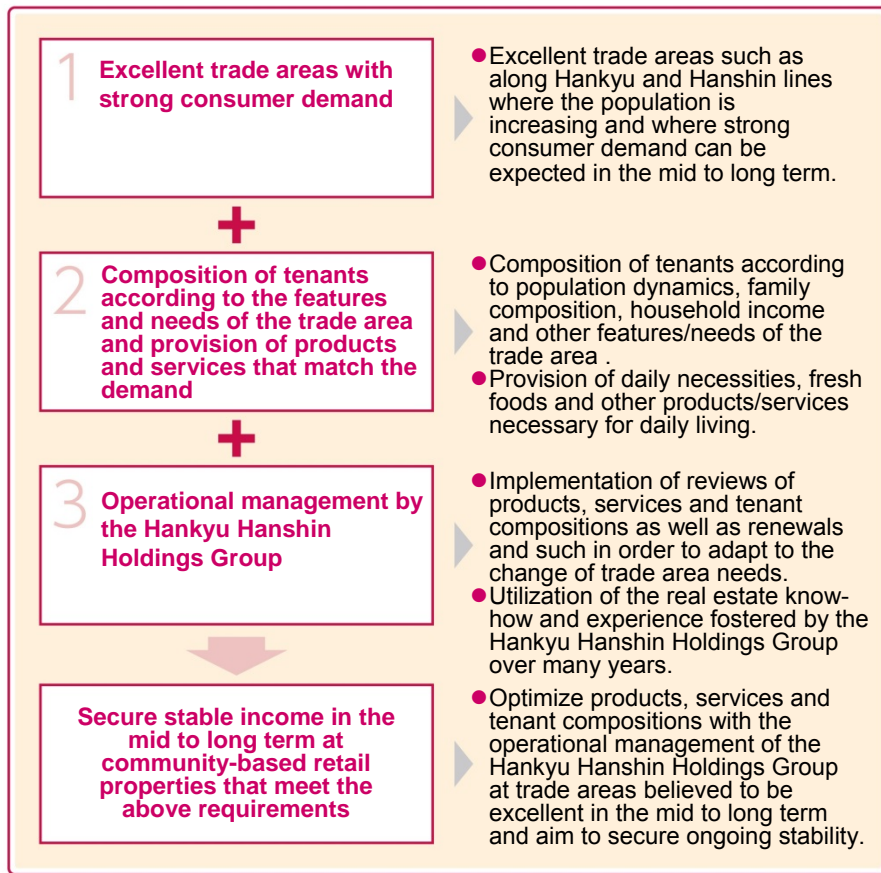 1
Excellent trade areas with
strong consumer demand
●Excellent trade areas such as
along Hankyu and Hanshin lines
where the population is
increasing and where strong
consumer demand can be
expected in the mid to long term.
+
2
Composition of tenants
according to the features
and needs of the trade area
and provision of products
and services that match the
demand
●Composition of tenants according
to population dynamics, family
composition, household income
and other features/needs of the
trade area .
●Provision of daily necessities, fresh
foods and other products/services
necessary for daily living.
+
3
Operational management by
the Hankyu Hanshin
Holdings Group
●Implementation of reviews of
products, services and tenant
compositions as well as renewals
and such in order to adapt to the
change of trade area needs.
●Utilization of the real estate know-
how and experience fostered by the
Hankyu Hanshin Holdings Group
over many years.
Secure stable income in the
mid to long term at
community-based retail
properties that meet the
above requirements
●Optimize products, services and
tenant compositions with the
operational management of the
Hankyu Hanshin Holdings Group
at trade areas believed to be
excellent in the mid to long term
and aim to secure ongoing stability.